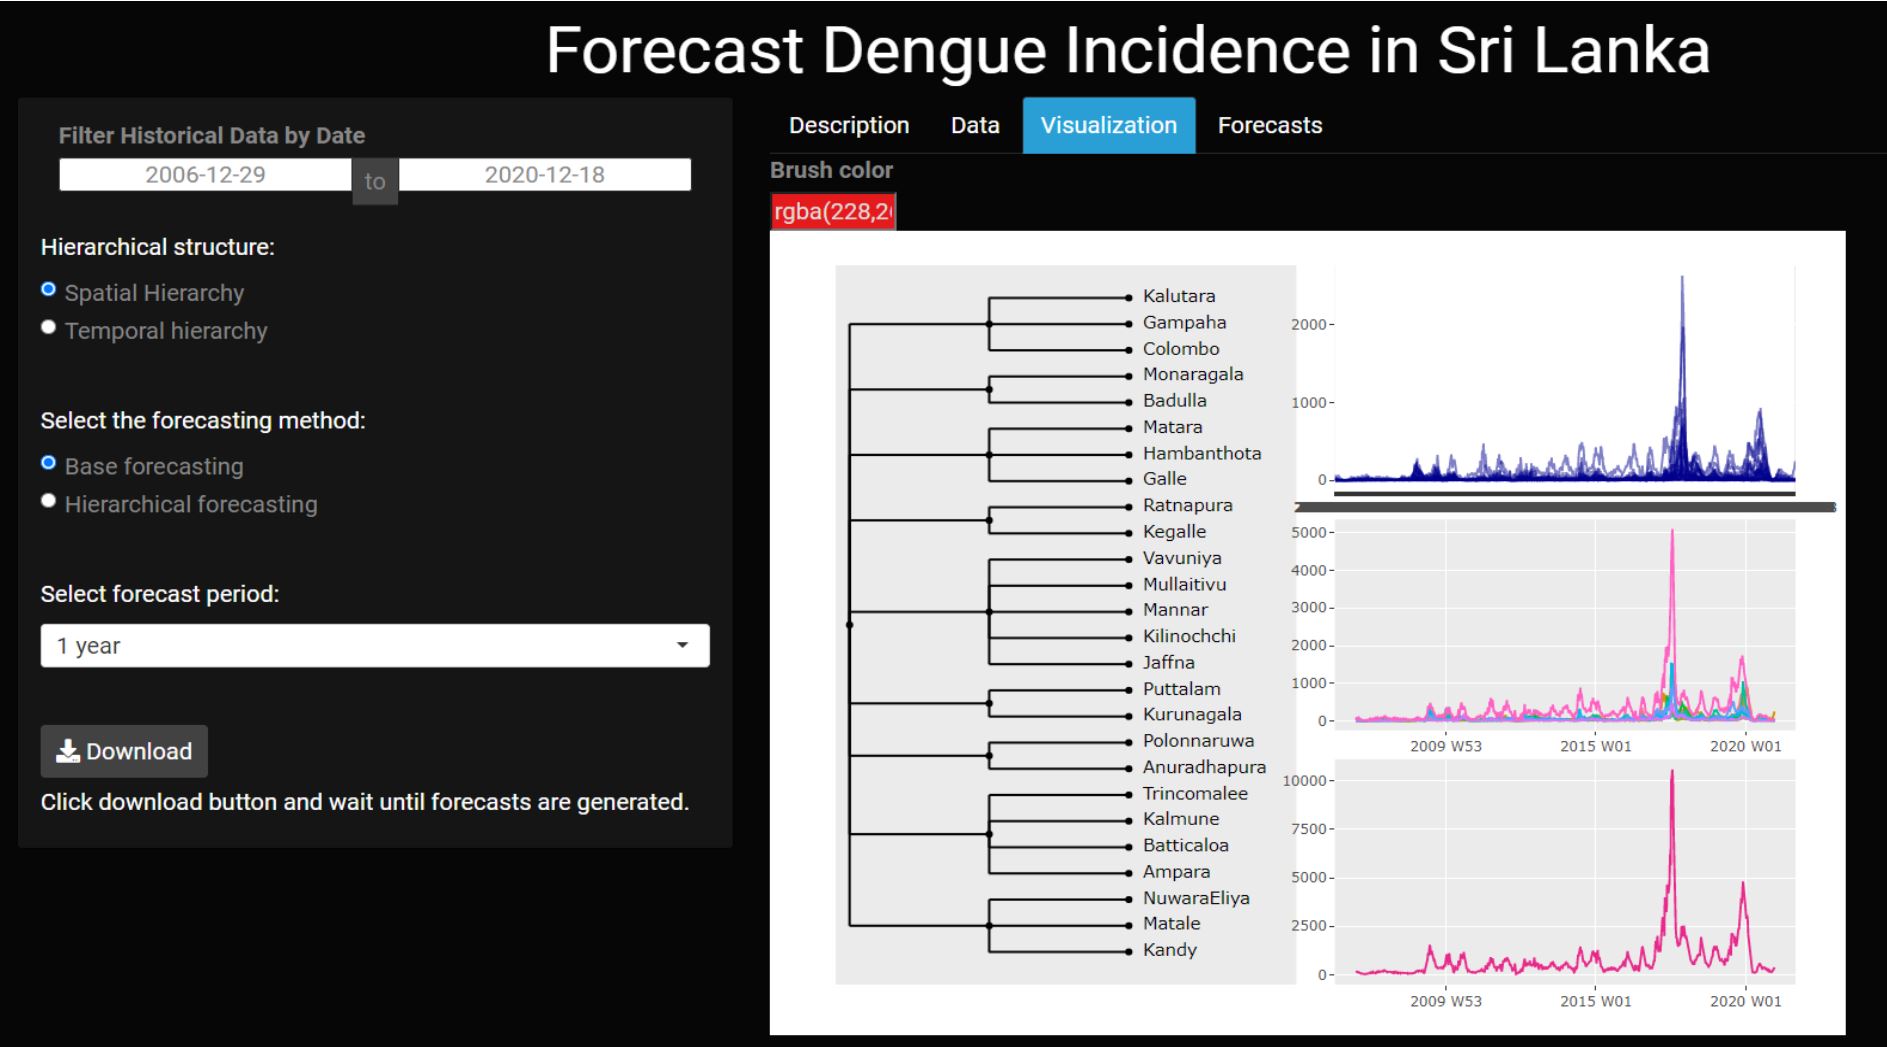 Forecast Dengue Incidence in Sri Lanka
Filter Historical Data by Date
2006-12-29 to 2020-12-18
Hierarchical structure:
Spatial Hierarchy
Temporal hierarchy
Select the forecasting method:
Base forecasting
Hierarchical forecasting
Select forecast period:
1 year
Download
Click download button and wait until forecasts are generated.
Description Data Visualization Forecasts
Brush color
rgba(228,2
Kalutara
Gampaha
Colombo
Monaragala
Badulla
Matara
Hambanthota
Galle
Ratnapura
Kegalle
Vavuniya
Mullaitivu
Mannar
Kilinochchi
Jaffna
Puttalam
Kurunagala
Polonnaruwa
Anuradhapura
Trincomalee
Kalmune
Batticaloa
Ampara
NuwaraEliya
Matale
Kandy
2000
1000
0
5000
4000
3000
2000
1000
0
2009 W53 2015 W01 2020 W01
10000
7500
5000
2500
0
2009 W53 2015 W01 2020 W01